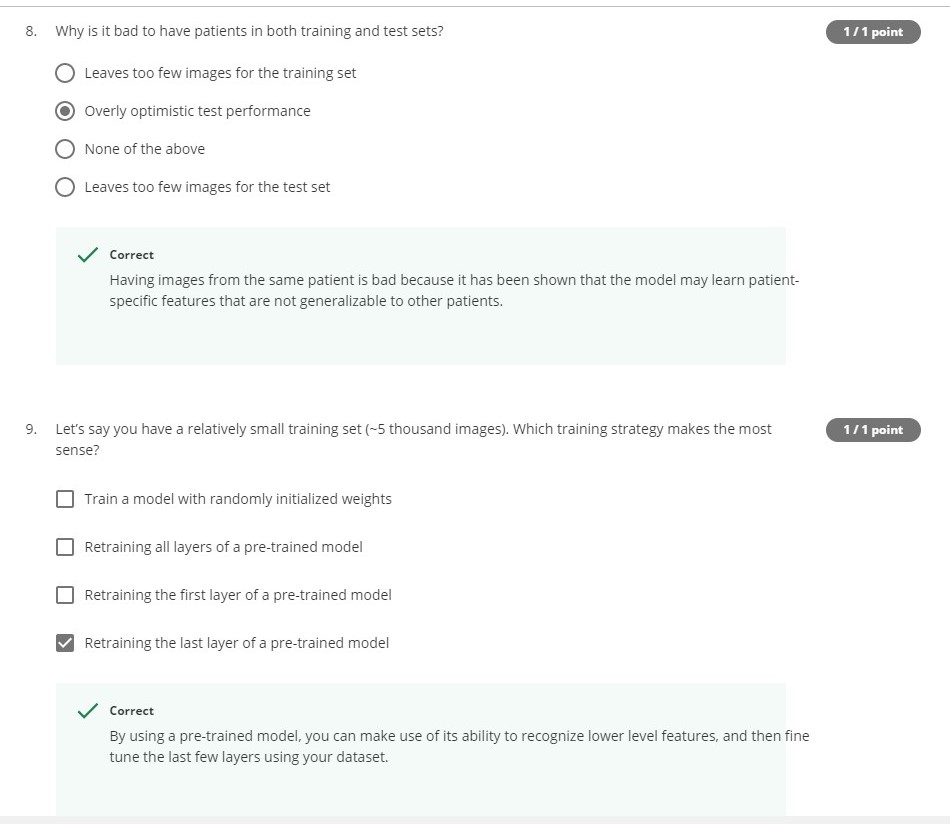 8. Why is it bad to have patients in both training and test sets?
1 / 1 point
Leaves too few images for the training set
Overly optimistic test performance
None of the above
Leaves too few images for the test set
Correct
Having images from the same patient is bad because it has been shown that the model may learn patient-
specific features that are not generalizable to other patients.
9. Let’s say you have a relatively small training set (~5 thousand images). Which training strategy makes the most
sense?
1 / 1 point
Train a model with randomly initialized weights
Retraining all layers of a pre-trained model
Retraining the first layer of a pre-trained model
Retraining the last layer of a pre-trained model
Correct
By using a pre-trained model, you can make use of its ability to recognize lower level features, and then fine
tune the last few layers using your dataset.